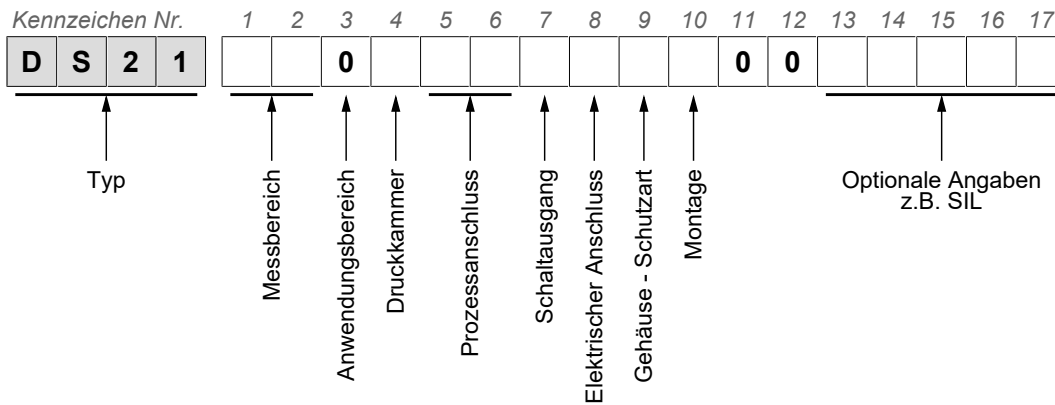 Kennzeichen Nr. 1 2 3 4 5 6 7 8 9 10 11 12 13 14 15 16 17
D S 2 1 0 0 0
Typ
Messbereich
Anwendungsbereich
Druckkammer
Prozessanschluss
Schaltausgang
Elektrischer Anschluss
Gehäuse - Schutzart
Montage
Optionale Angaben
z.B. SIL